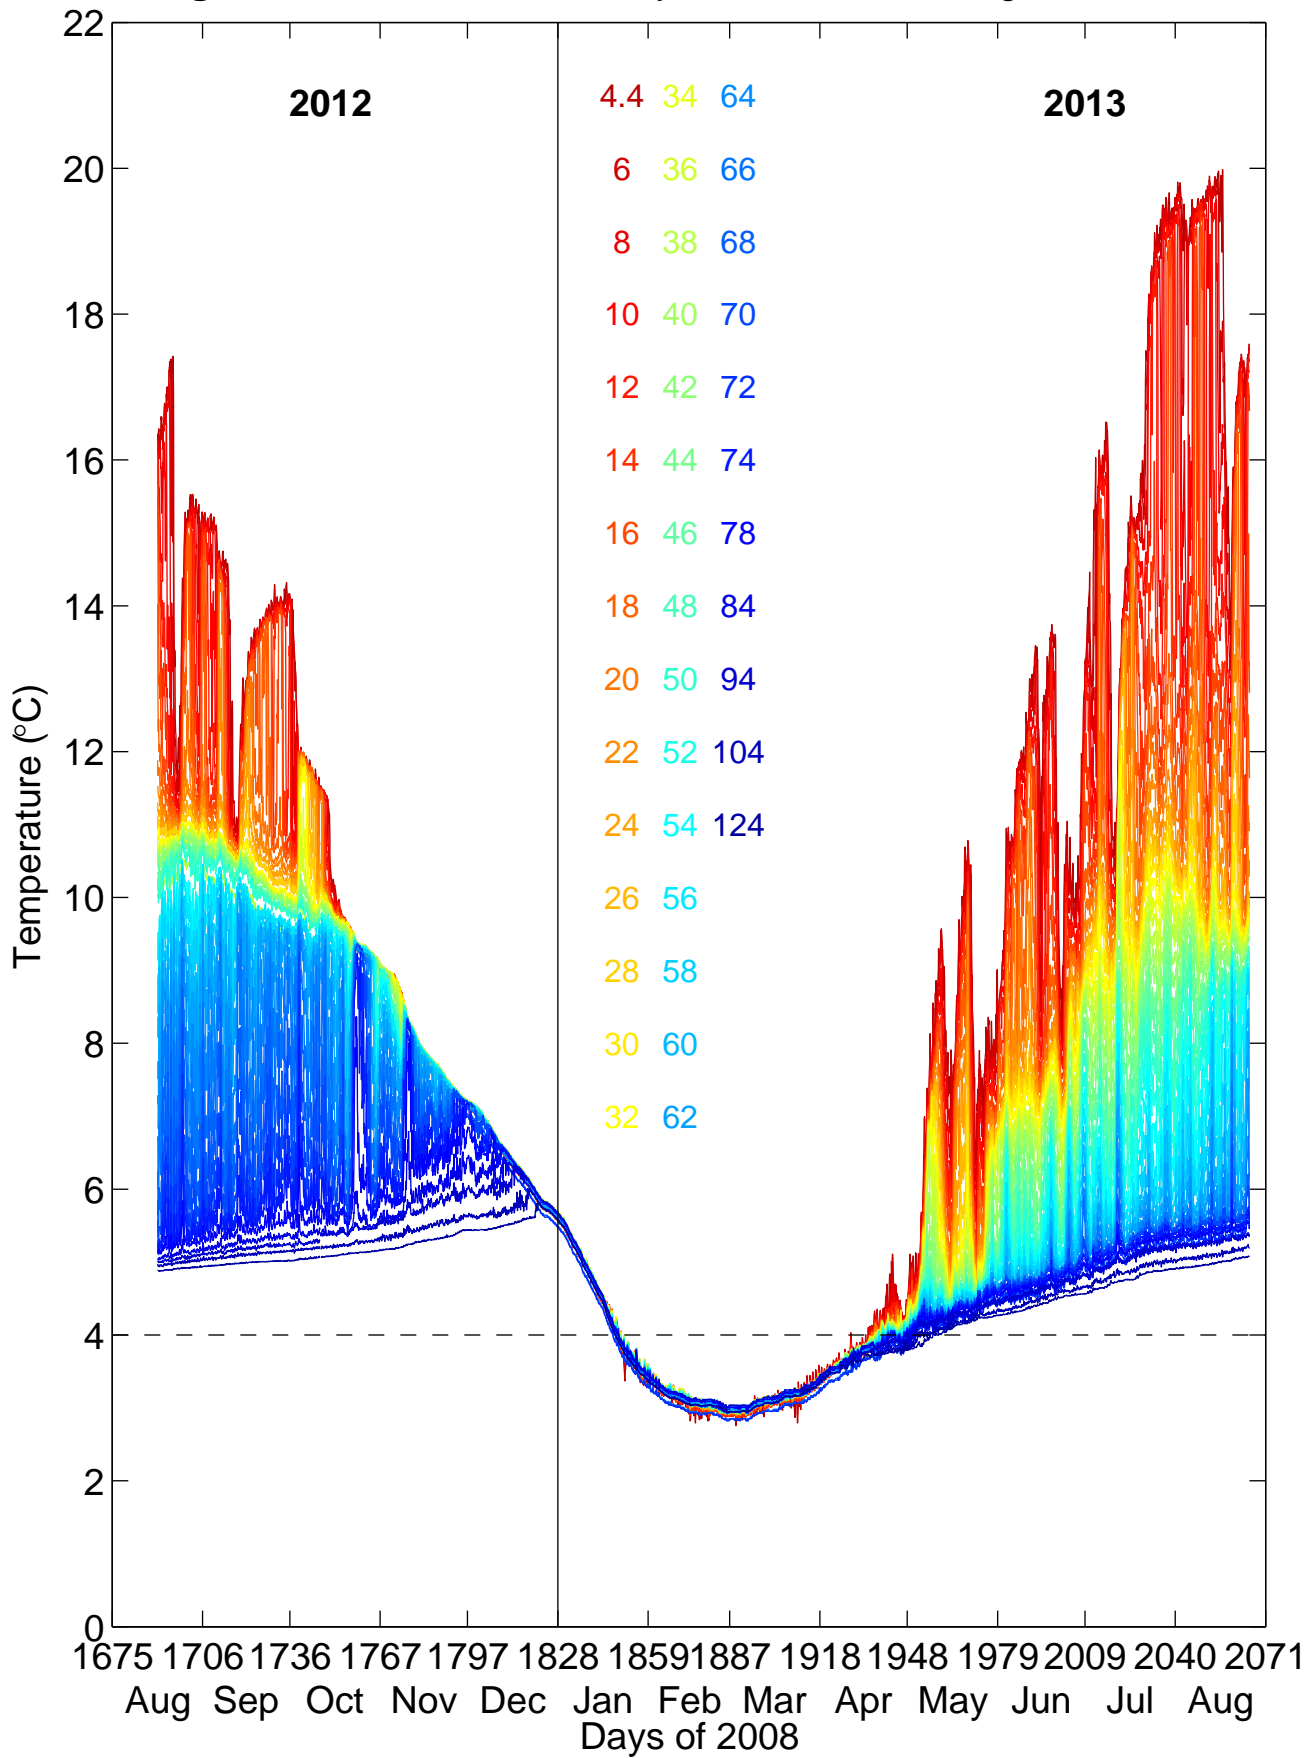 22
2012 4.4 34 64 2013
20 6 36 66
8 38 68
18 10 40 70
12 42 72
16 14 44 74
16 46 78
14 18 48 84
20 50 94
12 22 52 104
24 54 124
10 26 56
28 58
8 30 60
32 62
6
4
2
0
Temperature (°C)
1675 1706 1736 1767 1797 1828 1859 1887 1918 1948 1979 2009 2040 2071
Aug Sep Oct Nov Dec Jan Feb Mar Apr May Jun Jul Aug
Days of 2008